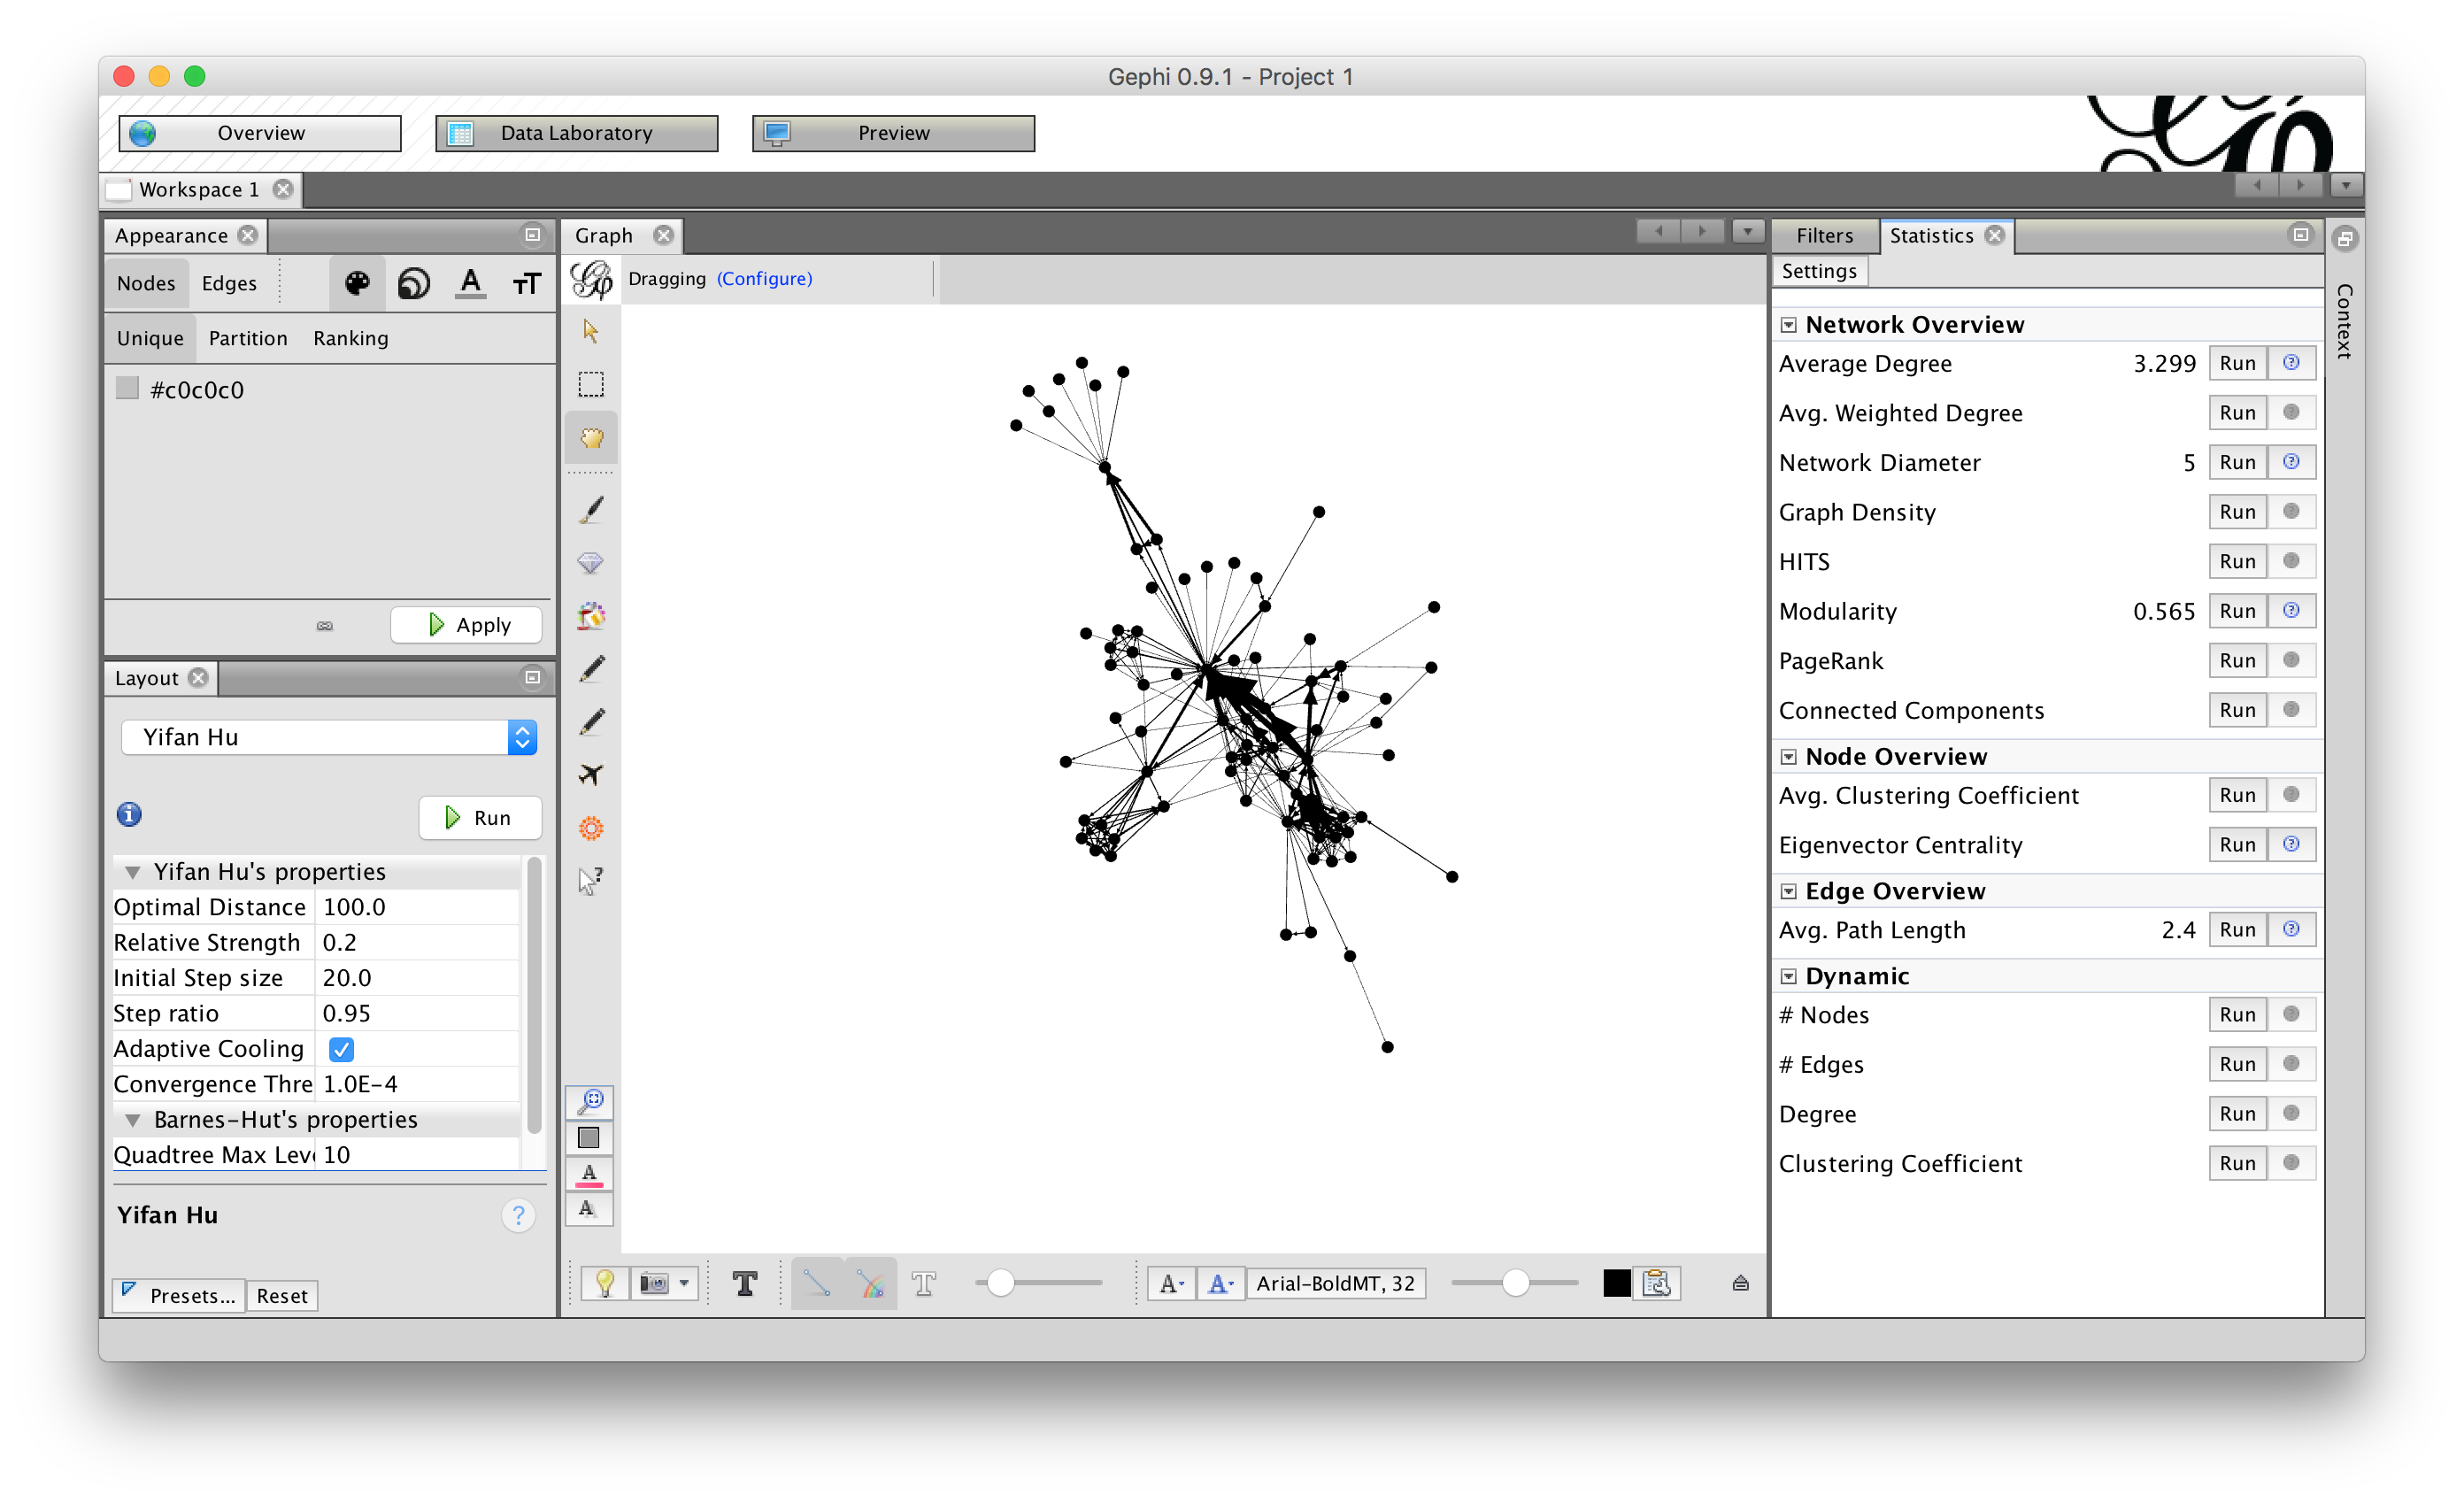 Gephi 0.9.1 - Project 1
Overview
Data Laboratory
Preview
Workspace 1
Appearance
Nodes
Edges
A
TT
Unique
Partition
Ranking
#c0c0c0
Apply
Layout
Yifan Hu
Run
Yifan Hu's properties
Optimal Distance 100.0
Relative Strength 0.2
Initial Step size 20.0
Step ratio 0.95
Adaptive Cooling
Convergence Thre 1.0E-4
Barnes-Hut's properties
Quadtree Max Leve 10
Yifan Hu
?
Presets...
Reset
Graph
Dragging (Configure)
?
A
A
T
T
A
A
Arial-BoldMT, 32
Filters
Statistics
Settings
Network Overview
Average Degree 3.299 Run ?
Avg. Weighted Degree Run ?
Network Diameter 5 Run ?
Graph Density Run ?
HITS Run ?
Modularity 0.565 Run ?
PageRank Run ?
Connected Components Run ?
Node Overview
Avg. Clustering Coefficient Run ?
Eigenvector Centrality Run ?
Edge Overview
Avg. Path Length 2.4 Run ?
Dynamic
# Nodes Run ?
# Edges Run ?
Degree Run ?
Clustering Coefficient Run ?
Context